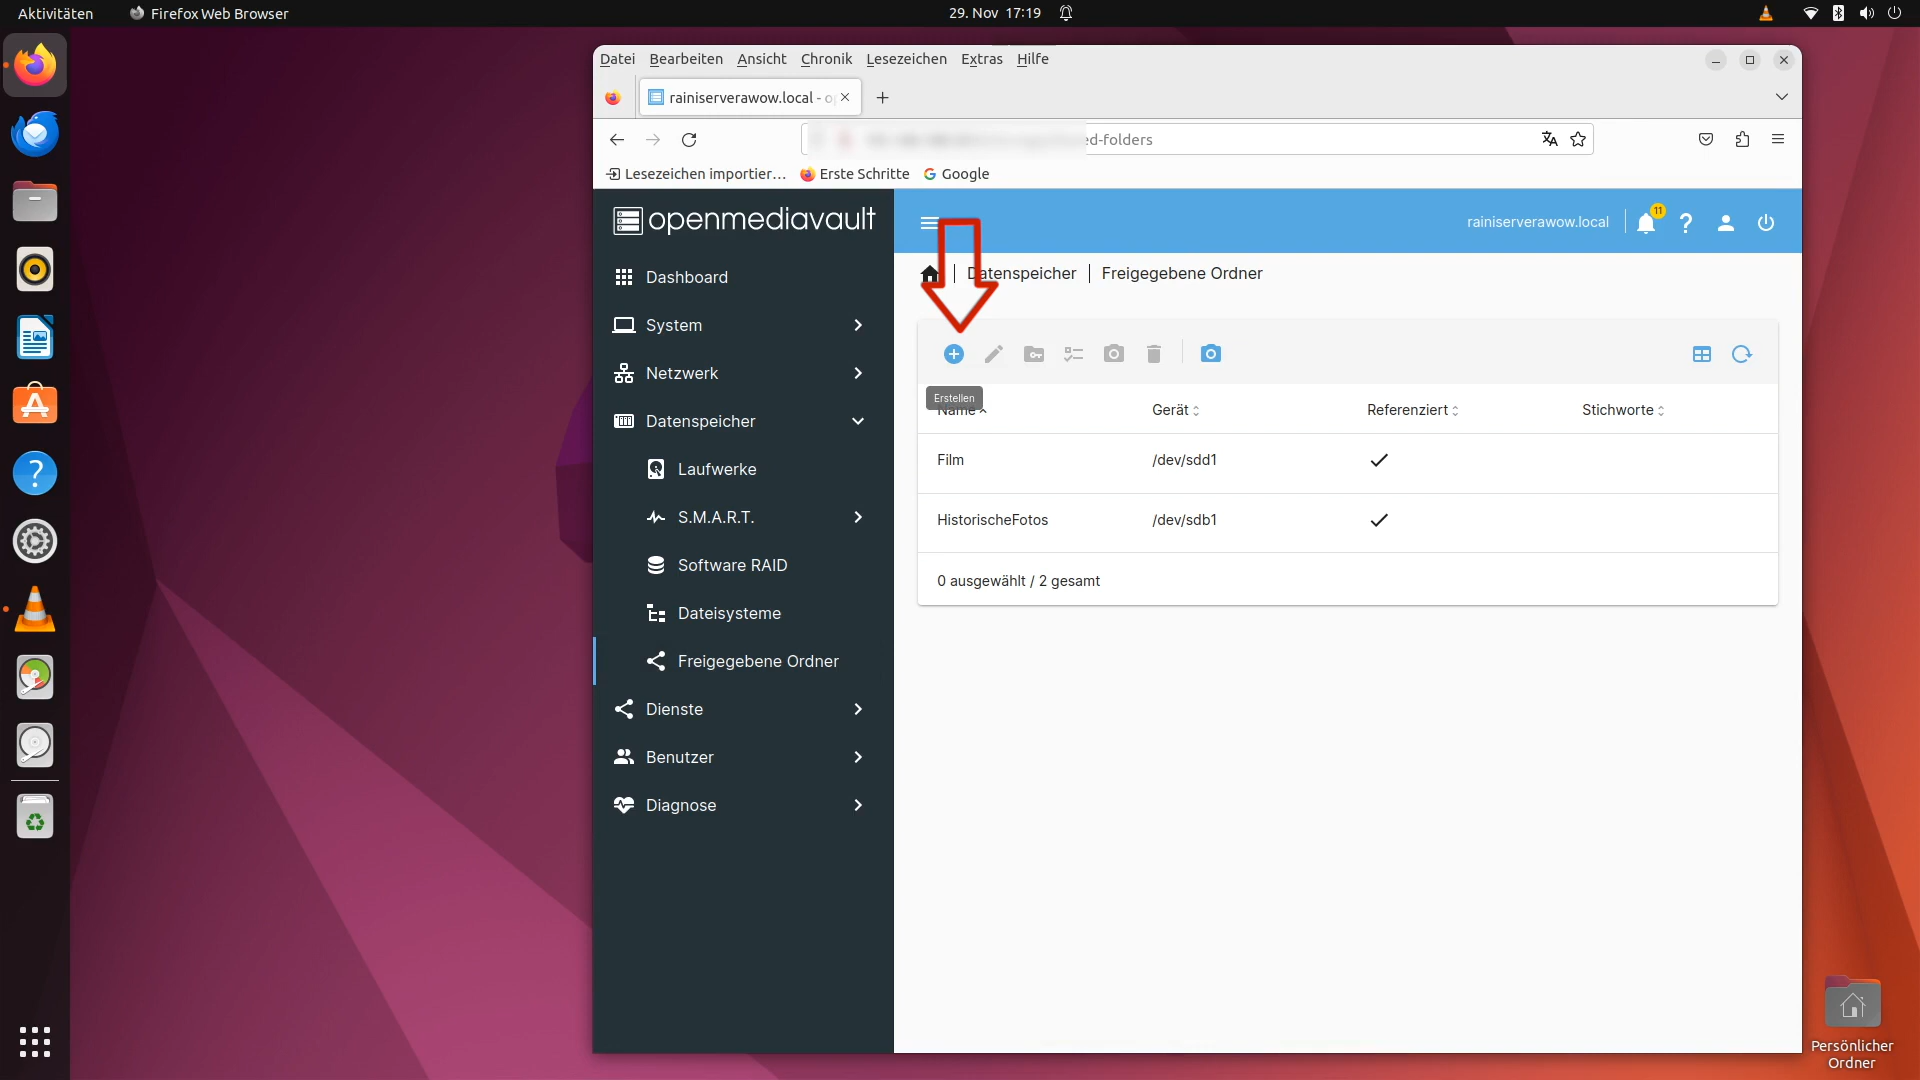 Aktivitäten
Firefox Web Browser
29. Nov 17:19
Datei Bearbeiten Ansicht Chronik Lesezeichen Extras Hilfe
rainiserverawow.local - o
ed-folders
Lesezeichen importier… Erste Schritte Google
openmediavault
rainiserverawow.local
11
Dashboard
System
Netzwerk
Datenspeicher
Laufwerke
S.M.A.R.T.
Software RAID
Dateisysteme
Freigegebene Ordner
Dienste
Benutzer
Diagnose
Datenspeicher | Freigegebene Ordner
Erstellen
Name Gerät Referenziert Stichworte
Film /dev/sdd1
HistorischeFotos /dev/sdb1
0 ausgewählt / 2 gesamt
Persönlicher
Ordner